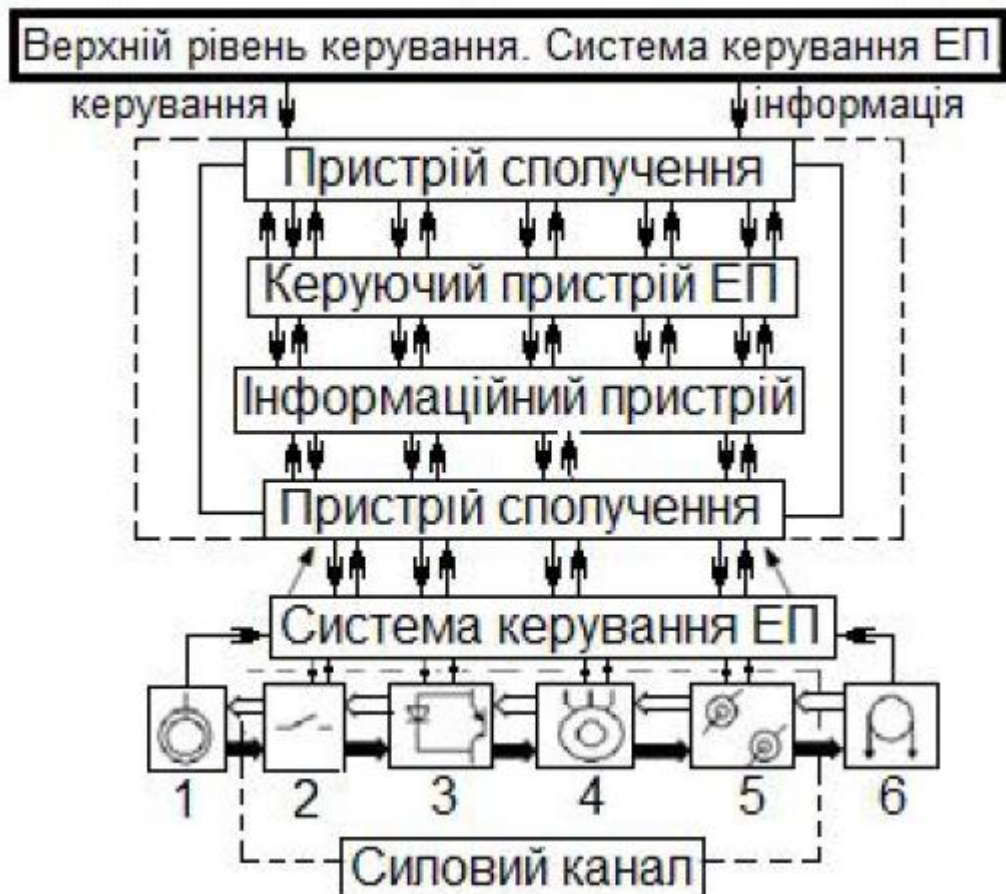 Верхній рівень керування. Система керування ЕП
керування
інформація
Пристрій сполучення
Керуючий пристрій ЕП
Інформаційний пристрій
Пристрій сполучення
Система керування ЕП
1 2 3 4 5 6
Силовий канал